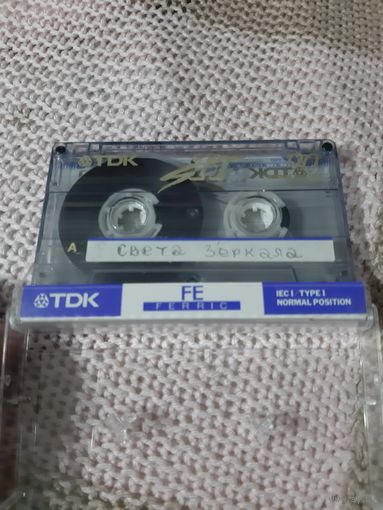 TDK
A
СВЕТА ЗЕРКАЛА
TDK
FE
FERRIC
IEC I / TYPE I
NORMAL POSITION